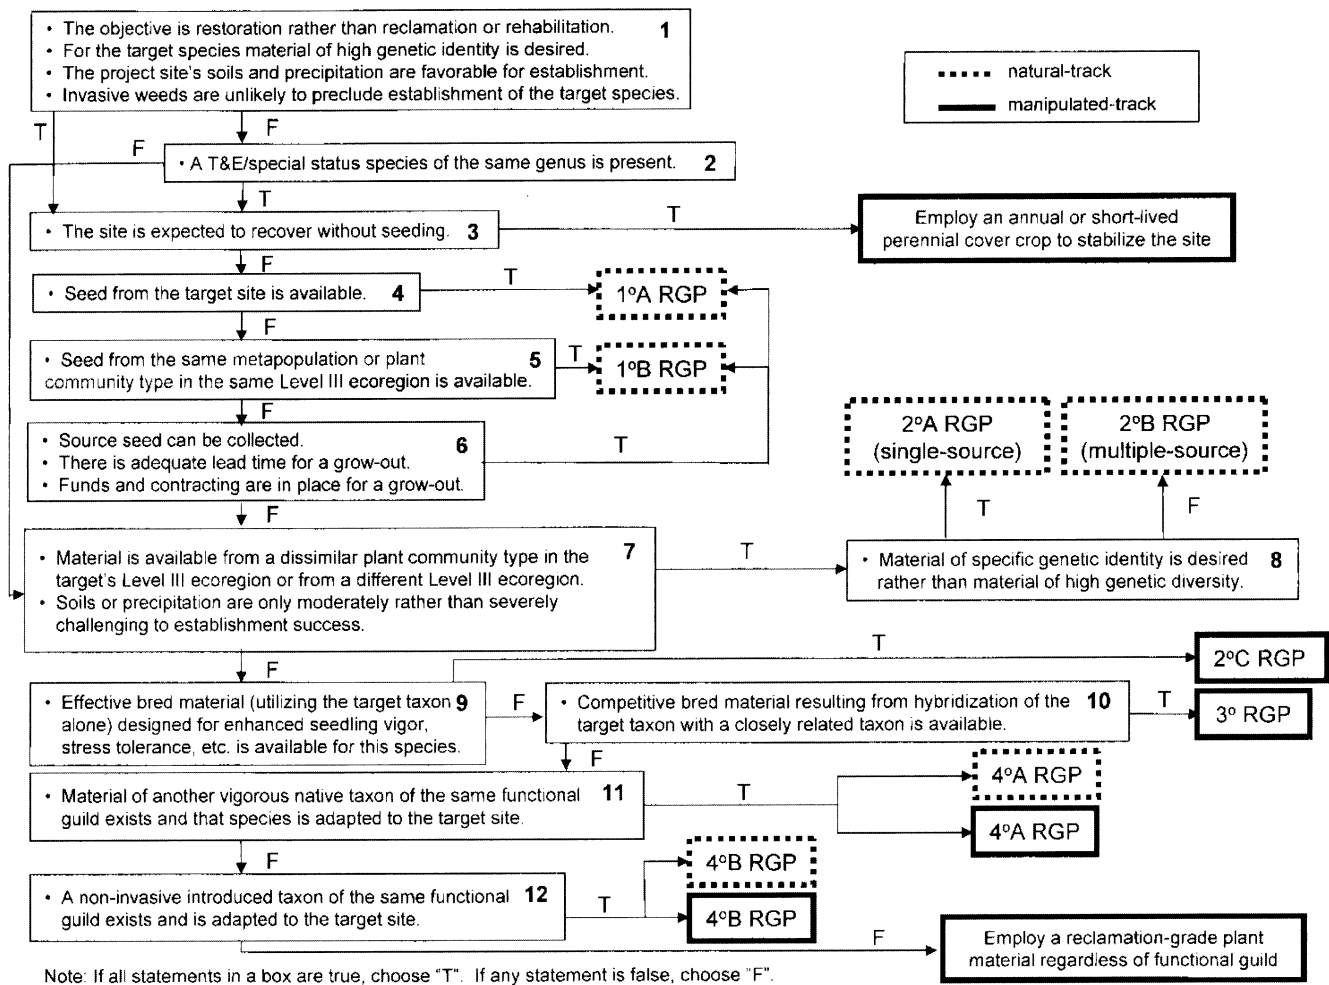 • The objective is restoration rather than reclamation or rehabilitation. 1
• For the target species material of high genetic identity is desired.
• The project site's soils and precipitation are favorable for establishment.
• Invasive weeds are unlikely to preclude establishment of the target species.
natural-track
manipulated-track
T
F
F
• A T&E/special status species of the same genus is present. 2
T
• The site is expected to recover without seeding. 3
T
Employ an annual or short-lived
perennial cover crop to stabilize the site
F
• Seed from the target site is available. 4
T
1ºA RGP
F
• Seed from the same metapopulation or plant 5
community type in the same Level III ecoregion is available.
T
1ºB RGP
F
• Source seed can be collected.
6
• There is adequate lead time for a grow-out.
• Funds and contracting are in place for a grow-out.
T
2ºA RGP
(single-source)
2ºB RGP
(multiple-source)
F
T
F
• Material is available from a dissimilar plant community type in the 7
target's Level III ecoregion or from a different Level III ecoregion.
• Soils or precipitation are only moderately rather than severely
challenging to establishment success.
T
• Material of specific genetic identity is desired 8
rather than material of high genetic diversity.
F
T
2ºC RGP
• Effective bred material (utilizing the target taxon 9
alone) designed for enhanced seedling vigor,
stress tolerance, etc. is available for this species.
F
• Competitive bred material resulting from hybridization of the 10
target taxon with a closely related taxon is available.
T
3º RGP
F
• Material of another vigorous native taxon of the same functional 11
guild exists and that species is adapted to the target site.
T
4ºA RGP
4ºA RGP
F
• A non-invasive introduced taxon of the same functional 12
guild exists and is adapted to the target site.
T
4ºB RGP
4ºB RGP
F
Employ a reclamation-grade plant
material regardless of functional guild
Note: If all statements in a box are true, choose "T". If any statement is false, choose "F".